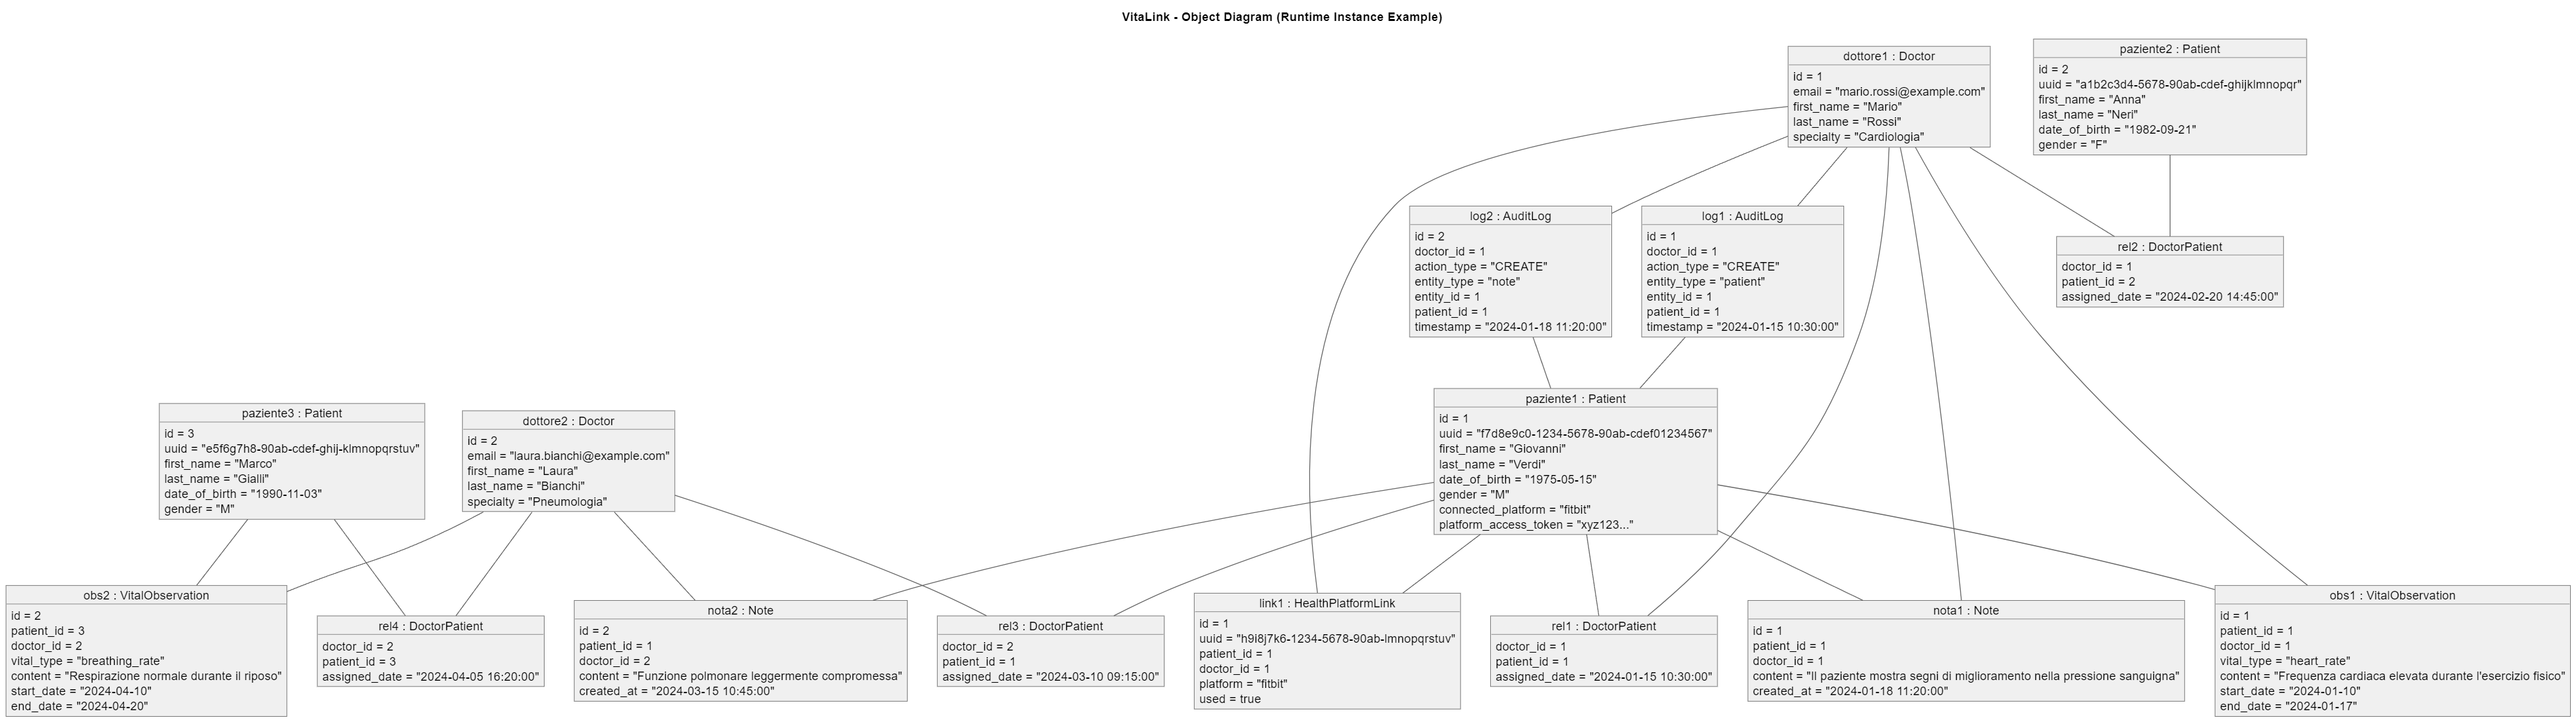 VitaLink - Object Diagram (Runtime Instance Example)
dottore1 : Doctor
id = 1
email = "mario.rossi@example.com"
first_name = "Mario"
last_name = "Rossi"
specialty = "Cardiologia"
paziente2 : Patient
id = 2
uuid = "a1b2c3d4-5678-90ab-cdef-ghijklmnopqr"
first_name = "Anna"
last_name = "Neri"
date_of_birth = "1982-09-21"
gender = "F"
log2 : AuditLog
id = 2
doctor_id = 1
action_type = "CREATE"
entity_type = "note"
entity_id = 1
patient_id = 1
timestamp = "2024-01-18 11:20:00"
log1 : AuditLog
id = 1
doctor_id = 1
action_type = "CREATE"
entity_type = "patient"
entity_id = 1
patient_id = 1
timestamp = "2024-01-15 10:30:00"
rel2 : DoctorPatient
doctor_id = 1
patient_id = 2
assigned_date = "2024-02-20 14:45:00"
paziente3 : Patient
id = 3
uuid = "e5f6g7h8-90ab-cdef-ghij-klmnopqrstuv"
first_name = "Marco"
last_name = "Gialli"
date_of_birth = "1990-11-03"
gender = "M"
dottore2 : Doctor
id = 2
email = "laura.bianchi@example.com"
first_name = "Laura"
last_name = "Bianchi"
specialty = "Pneumologia"
paziente1 : Patient
id = 1
uuid = "f7d8e9c0-1234-5678-90ab-cdef01234567"
first_name = "Giovanni"
last_name = "Verdi"
date_of_birth = "1975-05-15"
gender = "M"
connected_platform = "fitbit"
platform_access_token = "xyz123..."
obs2 : VitalObservation
id = 2
patient_id = 3
doctor_id = 2
vital_type = "breathing_rate"
content = "Respirazione normale durante il riposo"
start_date = "2024-04-10"
end_date = "2024-04-20"
rel4 : DoctorPatient
doctor_id = 2
patient_id = 3
assigned_date = "2024-04-05 16:20:00"
nota2 : Note
id = 2
patient_id = 1
doctor_id = 2
content = "Funzione polmonare leggermente compromessa"
created_at = "2024-03-15 10:45:00"
rel3 : DoctorPatient
doctor_id = 2
patient_id = 1
assigned_date = "2024-03-10 09:15:00"
link1 : HealthPlatformLink
id = 1
uuid = "h9i8j7k6-1234-5678-90ab-lmnopqrstuv"
patient_id = 1
doctor_id = 1
platform = "fitbit"
used = true
rel1 : DoctorPatient
doctor_id = 1
patient_id = 1
assigned_date = "2024-01-15 10:30:00"
nota1 : Note
id = 1
patient_id = 1
doctor_id = 1
content = "Il paziente mostra segni di miglioramento nella pressione sanguigna"
created_at = "2024-01-18 11:20:00"
obs1 : VitalObservation
id = 1
patient_id = 1
doctor_id = 1
vital_type = "heart_rate"
content = "Frequenza cardiaca elevata durante l'esercizio fisico"
start_date = "2024-01-10"
end_date = "2024-01-17"